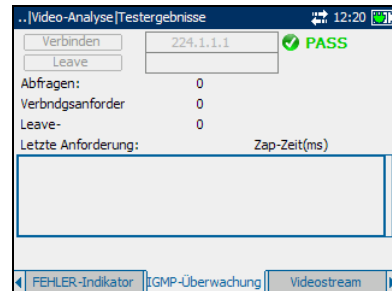 ..|Video-Analyse|Testergebnisse 12:20
Verbinden 224.1.1.1 PASS
Leave
Abfragen: 0
Verbndgsanforder 0
Leave- 0
Letzte Anforderung: Zap-Zeit(ms)
FEHLER-Indikator IGMP-Überwachung Videostream